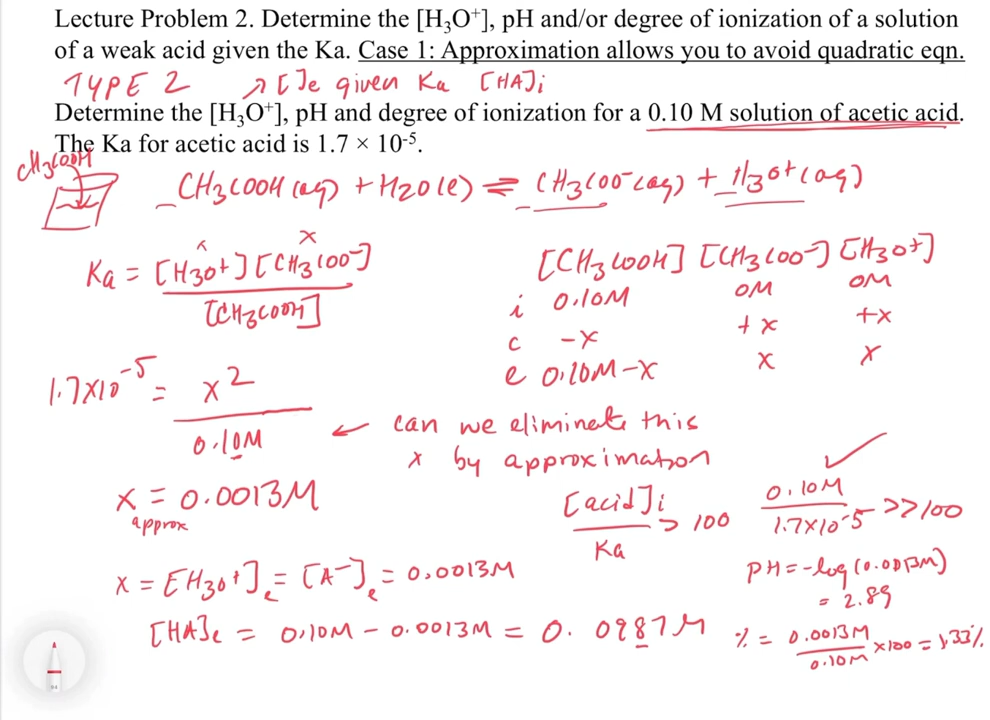 Lecture Problem 2. Determine the [H₃O⁺], pH and/or degree of ionization of a solution
of a weak acid given the Ka. Case 1: Approximation allows you to avoid quadratic eqn.
TYPE 2 ↗[ ]e given Ka [HA]i
Determine the [H₃O⁺], pH and degree of ionization for a 0.10 M solution of acetic acid.
The Ka for acetic acid is 1.7 × 10⁻⁵.
CH3COOH
CH3COOH(aq) + H2O(l) ⇌ CH3COO⁻(aq) + H3O+(aq)
x x
Ka = [H3O+][CH3COO⁻] / [CH3COOH]
[CH3COOH] [CH3COO⁻] [H3O+]
i 0.10M 0M 0M
c -x +x +x
e 0.10M-x x x
1.7x10⁻⁵ = x² / 0.10M
← can we eliminate this
x by approximation
x = 0.0013M
approx
[acid]i / Ka > 100
0.10M / 1.7x10⁻⁵ >>100 ✓
x = [H3O+]e = [A⁻]e = 0.0013M
pH = -log(0.0013M)
= 2.89
[HA]e = 0.10M - 0.0013M = 0.0987M
% = 0.0013M / 0.10M x100 = 1.33%